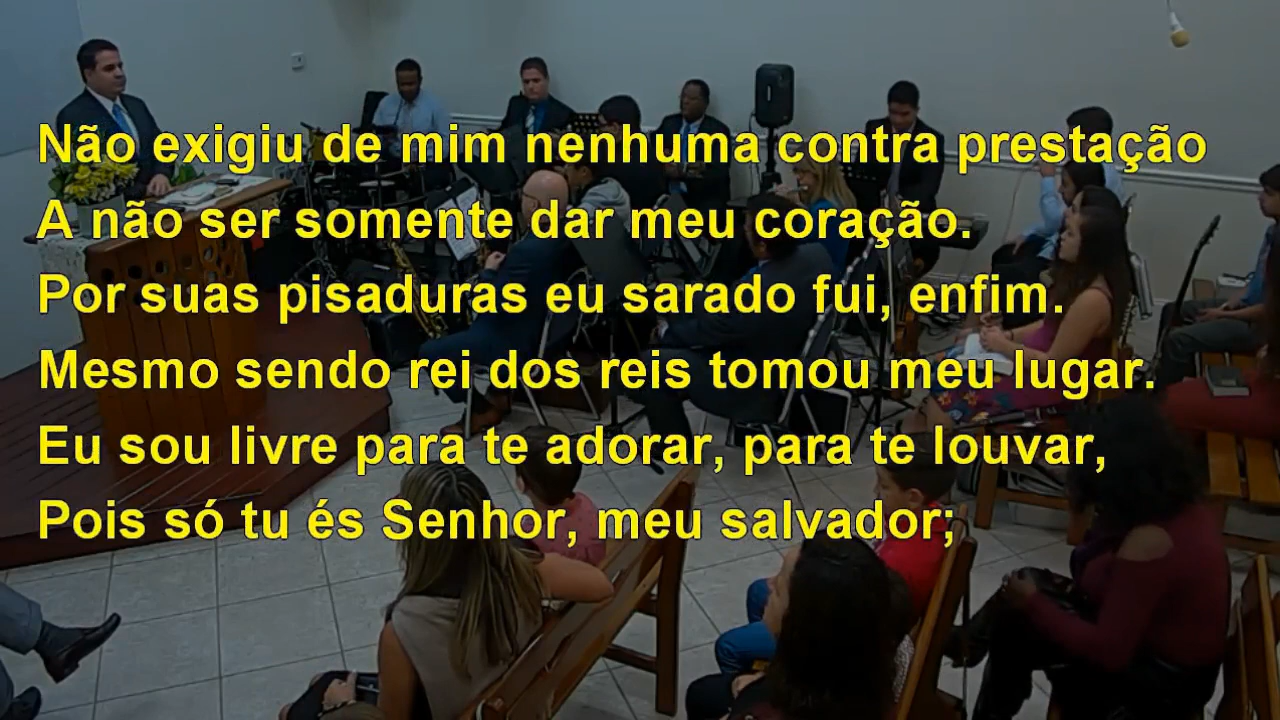 Não exigiu de mim nenhuma contra prestação
A não ser somente dar meu coração.
Por suas pisaduras eu sarado fui, enfim.
Mesmo sendo rei dos reis tomou meu lugar.
Eu sou livre para te adorar, para te louvar,
Pois só tu és Senhor, meu salvador;